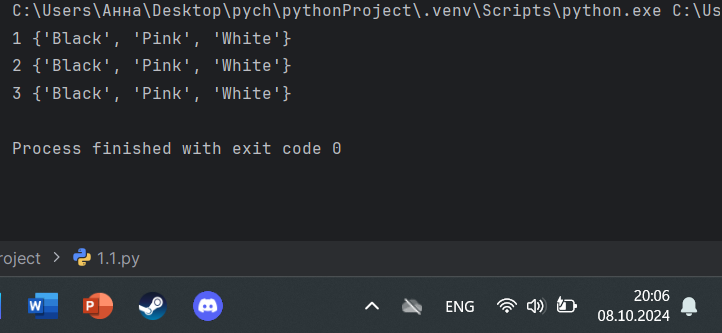 C:\Users\Анна\Desktop\pych\pythonProject\.venv\Scripts\python.exe C:\Us
1 {'Black', 'Pink', 'White'}
2 {'Black', 'Pink', 'White'}
3 {'Black', 'Pink', 'White'}
Process finished with exit code 0
roject > 1.1.py
W P ENG 20:06
08.10.2024